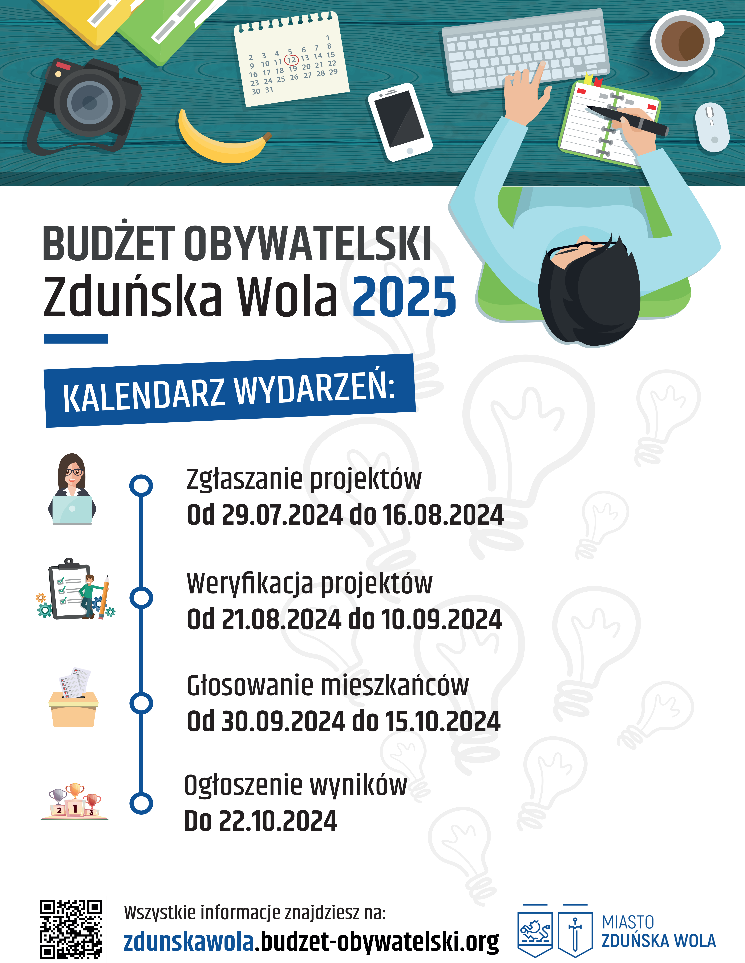 1
2 3 4 5 6 7 8
9 10 11 12 13 14 15
16 17 18 19 20 21 22
23 24 25 26 27 28 29
30 31
BUDŻET OBYWATELSKI
Zduńska Wola 2025
KALENDARZ WYDARZEŃ:
Zgłaszanie projektów
Od 29.07.2024 do 16.08.2024
Weryfikacja projektów
Od 21.08.2024 do 10.09.2024
Głosowanie mieszkańców
Od 30.09.2024 do 15.10.2024
Ogłoszenie wyników
Do 22.10.2024
2 1 3
Wszystkie informacje znajdziesz na:
zdunskawola.budzet-obywatelski.org
MIASTO
ZDUŃSKA WOLA